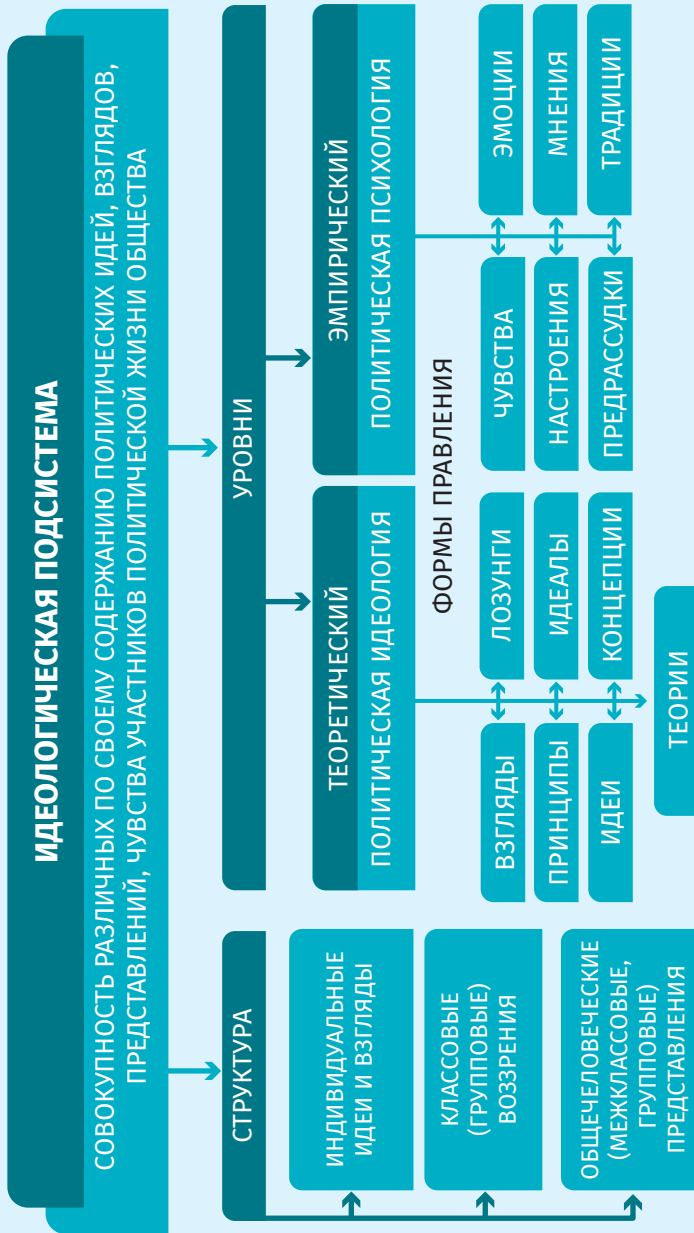 ИДЕОЛОГИЧЕСКАЯ ПОДСИСТЕМА
СОВОКУПНОСТЬ РАЗЛИЧНЫХ ПО СВОЕМУ СОДЕРЖАНИЮ ПОЛИТИЧЕСКИХ ИДЕЙ, ВЗГЛЯДОВ,
ПРЕДСТАВЛЕНИЙ, ЧУВСТВА УЧАСТНИКОВ ПОЛИТИЧЕСКОЙ ЖИЗНИ ОБЩЕСТВА
СТРУКТУРА
ИНДИВИДУАЛЬНЫЕ
ИДЕИ И ВЗГЛЯДЫ
КЛАССОВЫЕ
(ГРУППОВЫЕ)
ВОЗЗРЕНИЯ
ОБЩЕЧЕЛОВЕЧЕСКИЕ
(МЕЖКЛАССОВЫЕ,
ГРУППОВЫЕ)
ПРЕДСТАВЛЕНИЯ
УРОВНИ
ТЕОРЕТИЧЕСКИЙ
ПОЛИТИЧЕСКАЯ ИДЕОЛОГИЯ
ЭМПИРИЧЕСКИЙ
ПОЛИТИЧЕСКАЯ ПСИХОЛОГИЯ
ФОРМЫ ПРАВЛЕНИЯ
ВЗГЛЯДЫ
ЛОЗУНГИ
ПРИНЦИПЫ
ИДЕАЛЫ
ИДЕИ
КОНЦЕПЦИИ
ТЕОРИИ
ЧУВСТВА
ЭМОЦИИ
НАСТРОЕНИЯ
МНЕНИЯ
ПРЕДРАССУДКИ
ТРАДИЦИИ